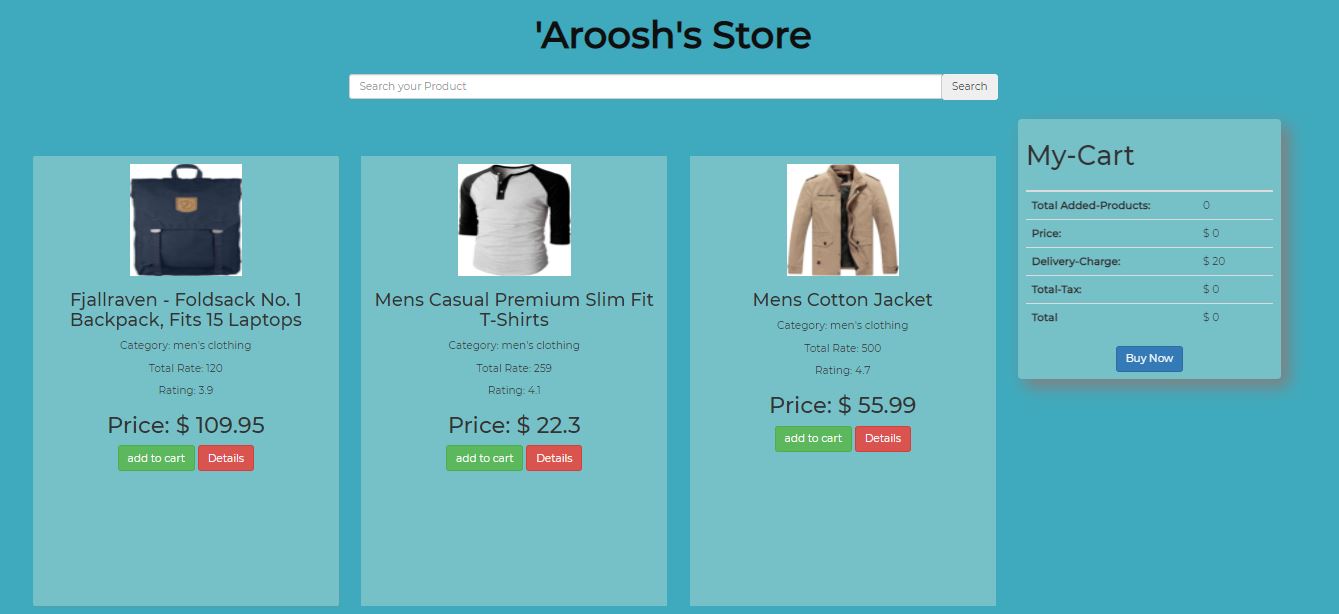 'Aroosh's Store
Search your Product
Search
Fjallraven - Foldsack No. 1
Backpack, Fits 15 Laptops
Category: men's clothing
Total Rate: 120
Rating: 3.9
Price: $ 109.95
add to cart Details
Mens Casual Premium Slim Fit
T-Shirts
Category: men's clothing
Total Rate: 259
Rating: 4.1
Price: $ 22.3
add to cart Details
Mens Cotton Jacket
Category: men's clothing
Total Rate: 500
Rating: 4.7
Price: $ 55.99
add to cart Details
My-Cart
Total Added-Products: 0
Price: $ 0
Delivery-Charge: $ 20
Total-Tax: $ 0
Total $ 0
Buy Now